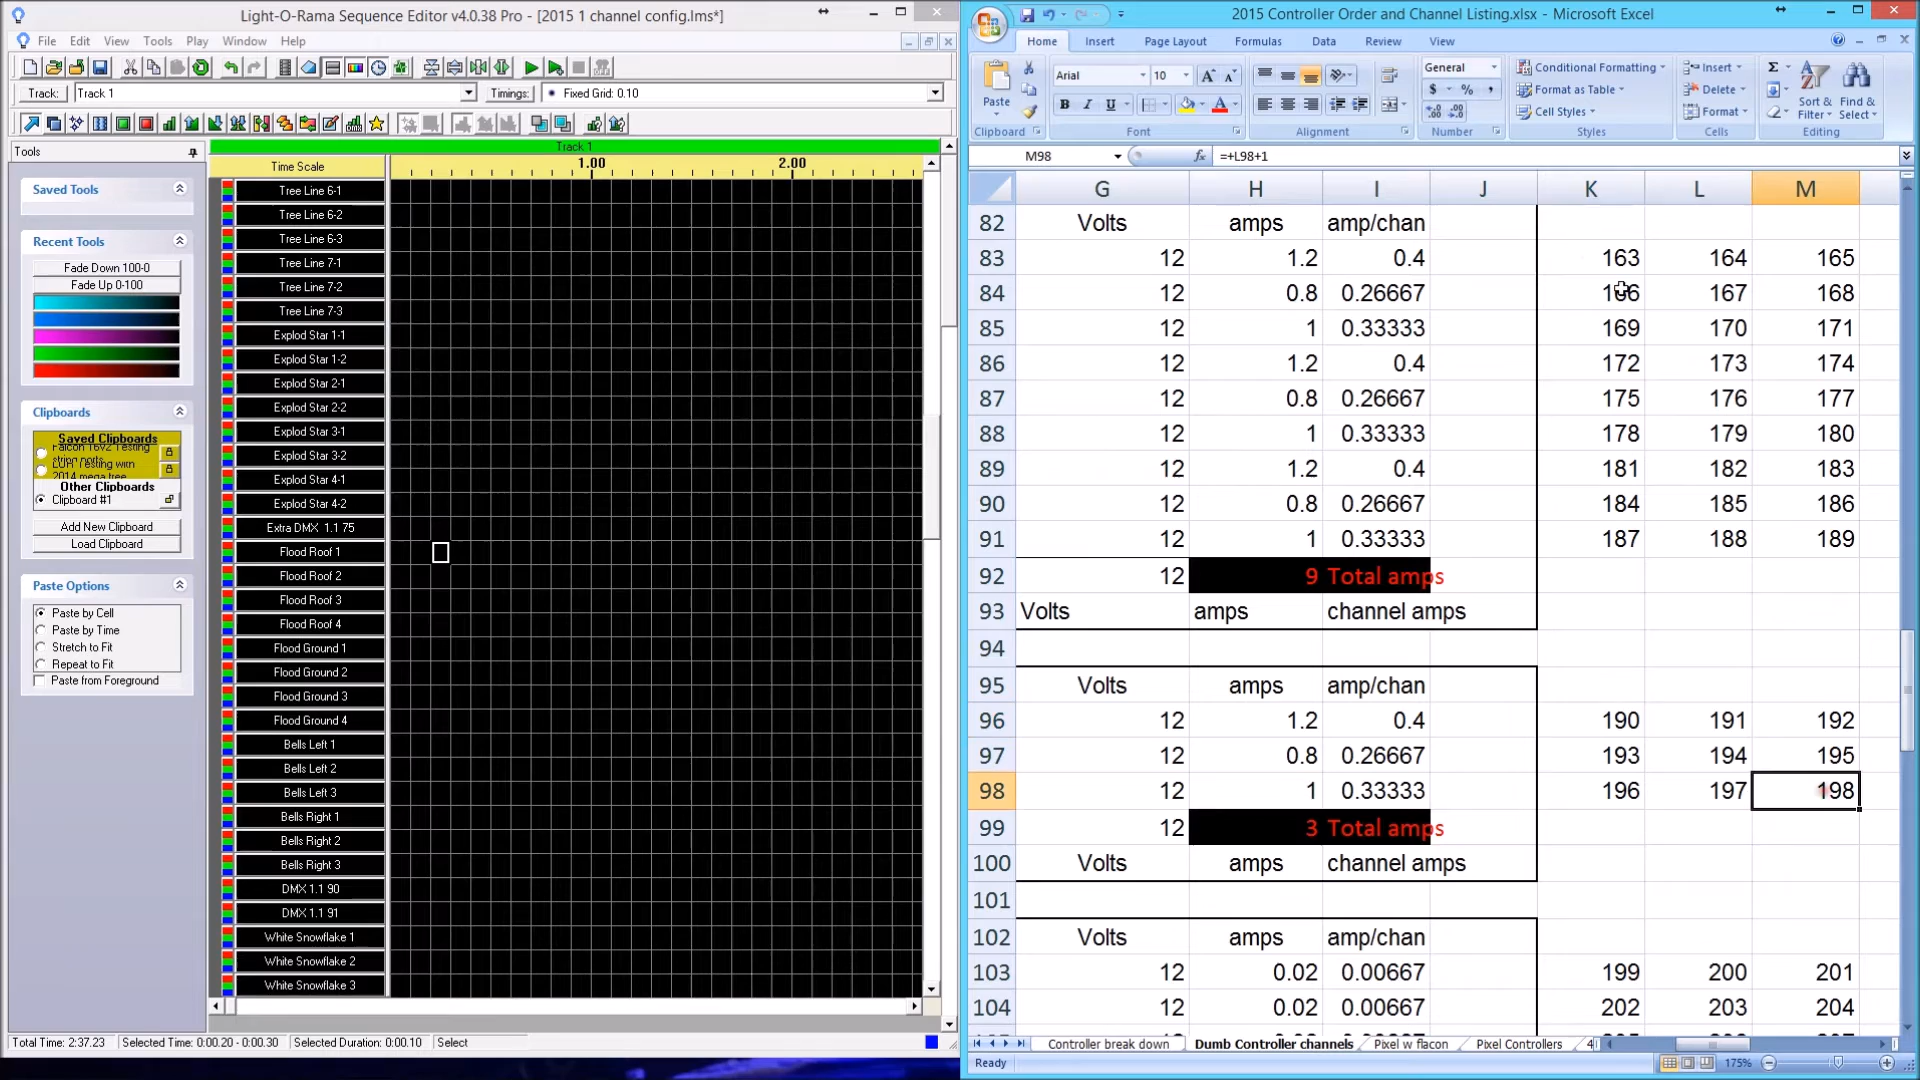 Light-O-Rama Sequence Editor v4.0.38 Pro - [2015 1 channel config.lms*]
File Edit View Tools Play Window Help
Track: Track 1 Timings: Fixed Grid: 0.10
Tools
Saved Tools
Recent Tools
Fade Down 100-0
Fade Up 0-100
Clipboards
Saved Clipboards
Falcon 16v2 Testing
string ports
LOR Testing with
2014 mega tree
Other Clipboards
Clipboard #1
Add New Clipboard
Load Clipboard
Paste Options
Paste by Cell
Paste by Time
Stretch to Fit
Repeat to Fit
Paste from Foreground
Track 1
Time Scale 1.00 2.00
Tree Line 6-1
Tree Line 6-2
Tree Line 6-3
Tree Line 7-1
Tree Line 7-2
Tree Line 7-3
Explod Star 1-1
Explod Star 1-2
Explod Star 2-1
Explod Star 2-2
Explod Star 3-1
Explod Star 3-2
Explod Star 4-1
Explod Star 4-2
Extra DMX 1.1 75
Flood Roof 1
Flood Roof 2
Flood Roof 3
Flood Roof 4
Flood Ground 1
Flood Ground 2
Flood Ground 3
Flood Ground 4
Bells Left 1
Bells Left 2
Bells Left 3
Bells Right 1
Bells Right 2
Bells Right 3
DMX 1.1 90
DMX 1.1 91
White Snowflake 1
White Snowflake 2
White Snowflake 3
Total Time: 2:37.23 Selected Time: 0:00.20 - 0:00.30 Selected Duration: 0:00.10 Select
2015 Controller Order and Channel Listing.xlsx - Microsoft Excel
Home Insert Page Layout Formulas Data Review View
Paste
Clipboard
Arial 10
B I U
Font
Alignment
General
$ % ,
Number
Conditional Formatting
Format as Table
Cell Styles
Styles
Insert
Delete
Format
Cells
Σ
Sort & Filter
Find & Select
Editing
M98 fx =+L98+1
G H I J K L M
82 Volts amps amp/chan
83 12 1.2 0.4 163 164 165
84 12 0.8 0.26667 166 167 168
85 12 1 0.33333 169 170 171
86 12 1.2 0.4 172 173 174
87 12 0.8 0.26667 175 176 177
88 12 1 0.33333 178 179 180
89 12 1.2 0.4 181 182 183
90 12 0.8 0.26667 184 185 186
91 12 1 0.33333 187 188 189
92 12 9 Total amps
93 Volts amps channel amps
94
95 Volts amps amp/chan
96 12 1.2 0.4 190 191 192
97 12 0.8 0.26667 193 194 195
98 12 1 0.33333 196 197 198
99 12 3 Total amps
100 Volts amps channel amps
101
102 Volts amps amp/chan
103 12 0.02 0.00667 199 200 201
104 12 0.02 0.00667 202 203 204
Controller break down Dumb Controller channels Pixel w flacon Pixel Controllers
Ready 175%